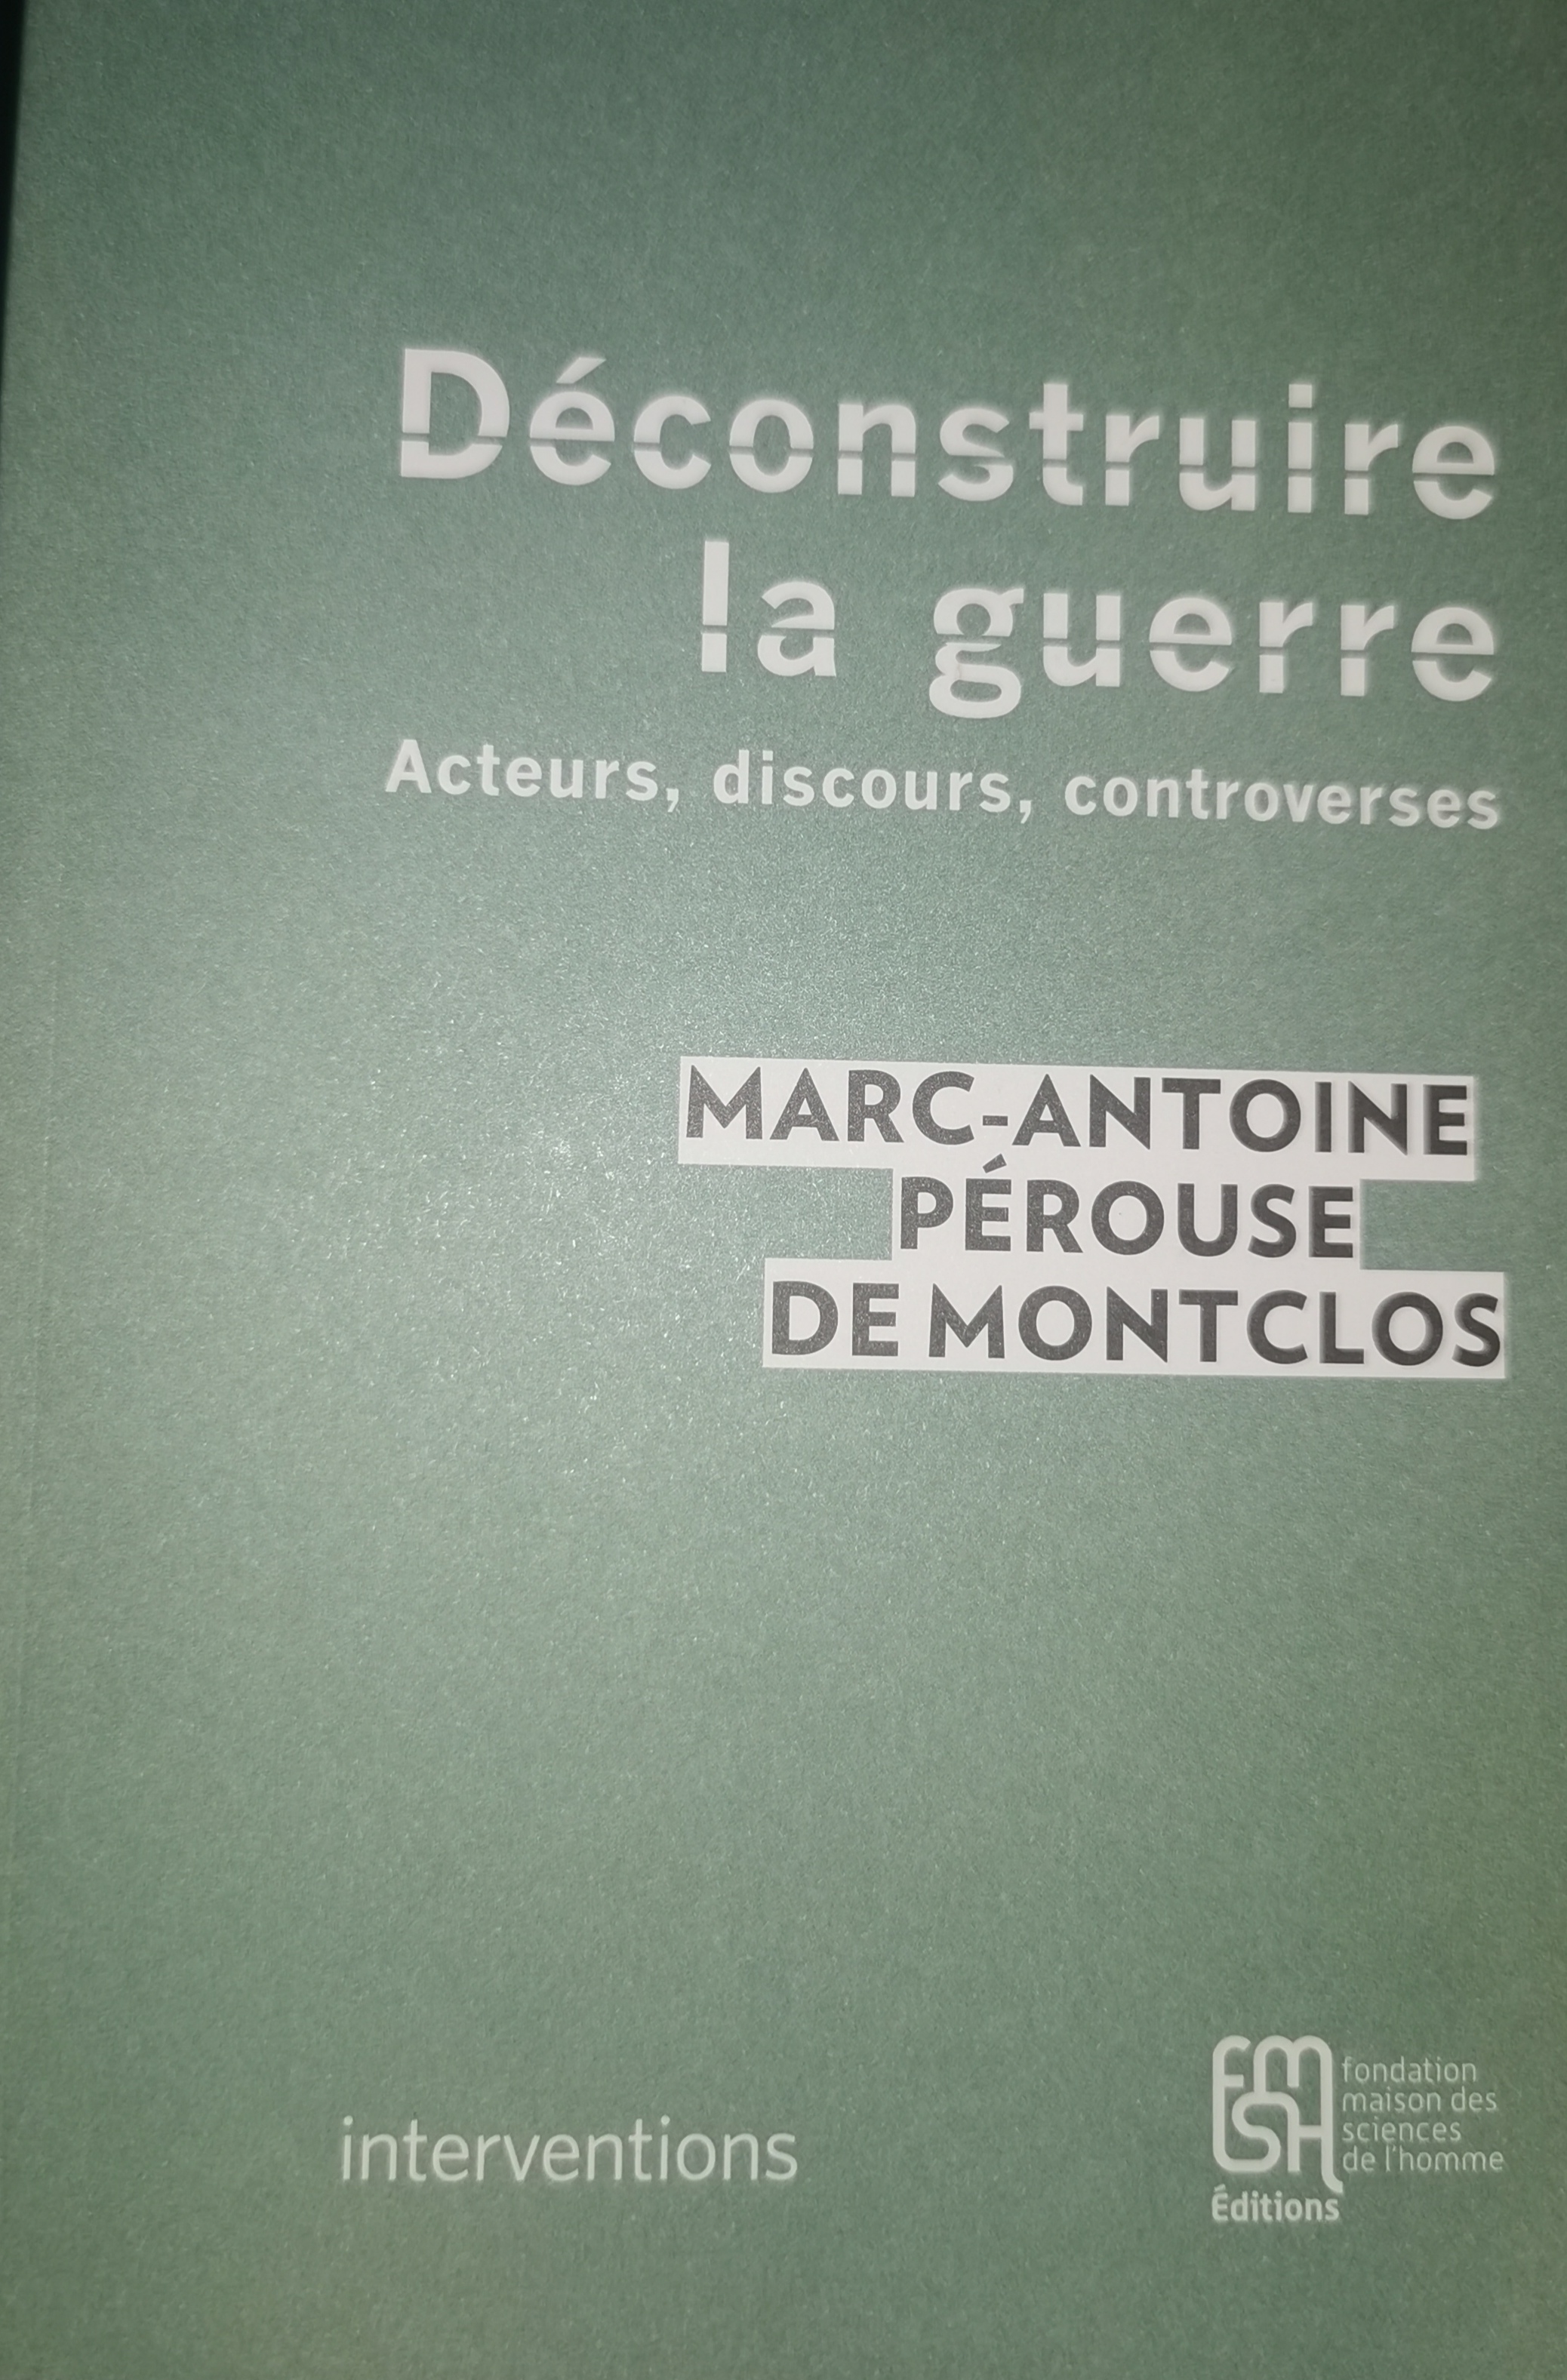 Déconstruire
la guerre
Acteurs, discours, controverses
MARC-ANTOINE
PÉROUSE
DE MONTCLOS
interventions
FMSH
fondation
maison des
sciences
de l'homme
Éditions